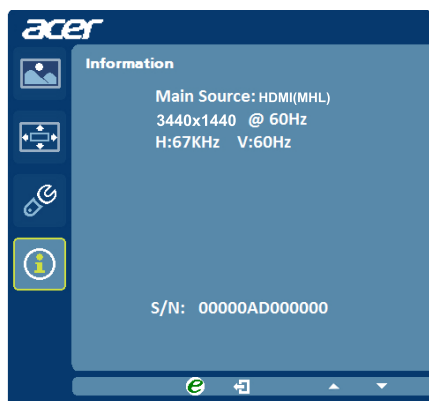 acer
Information
Main Source: HDMI(MHL)
3440x1440 @ 60Hz
H:67KHz V:60Hz
S/N: 00000AD000000